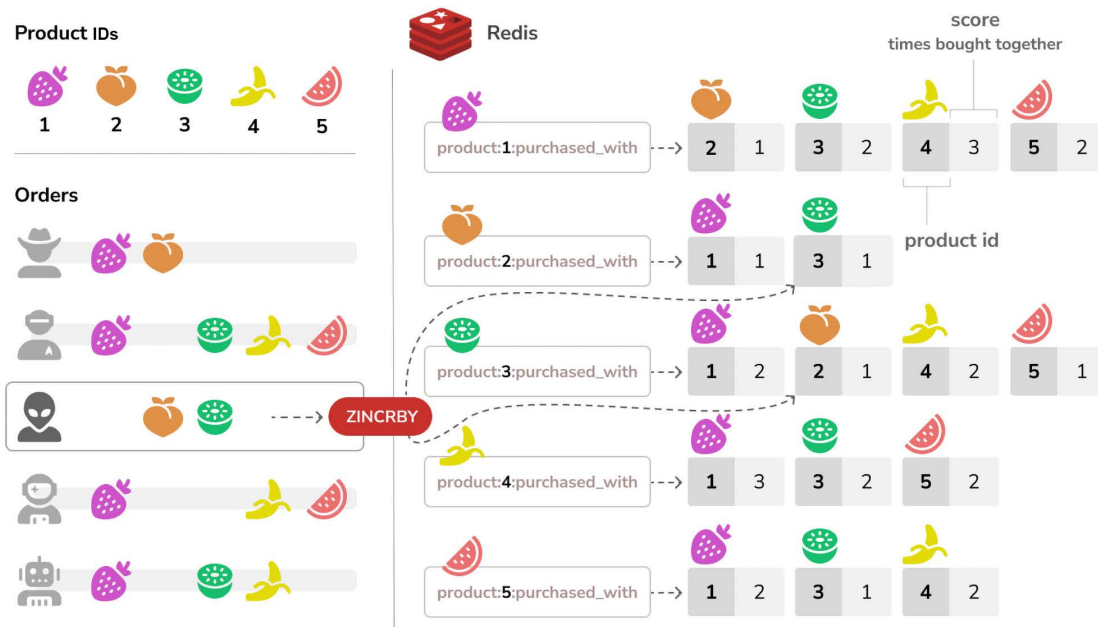 Product IDs
1 2 3 4 5
Orders
Redis
score
times bought together
product:1:purchased_with 2 1 3 2 4 3 5 2
product id
product:2:purchased_with 1 1 3 1
product:3:purchased_with 1 2 2 1 4 2 5 1
ZINCRBY
product:4:purchased_with 1 3 3 2 5 2
product:5:purchased_with 1 2 3 1 4 2